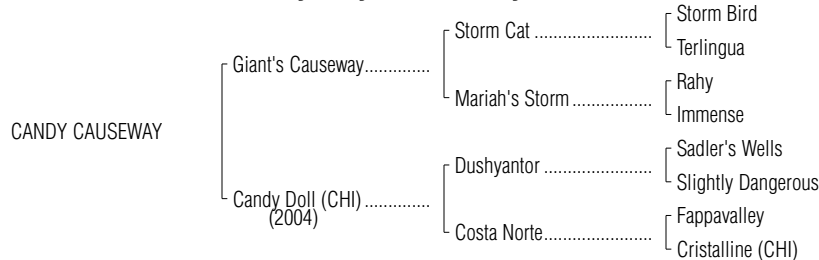 Storm Bird
Storm Cat ........................
Terlingua
Giant's Causeway..............
Rahy
Mariah's Storm ..................
Immense
CANDY CAUSEWAY
Sadler's Wells
Dushyantor ......................
Slightly Dangerous
Candy Doll (CHI) ..............
(2004)
Fappavalley
Costa Norte......................
Cristalline (CHI)